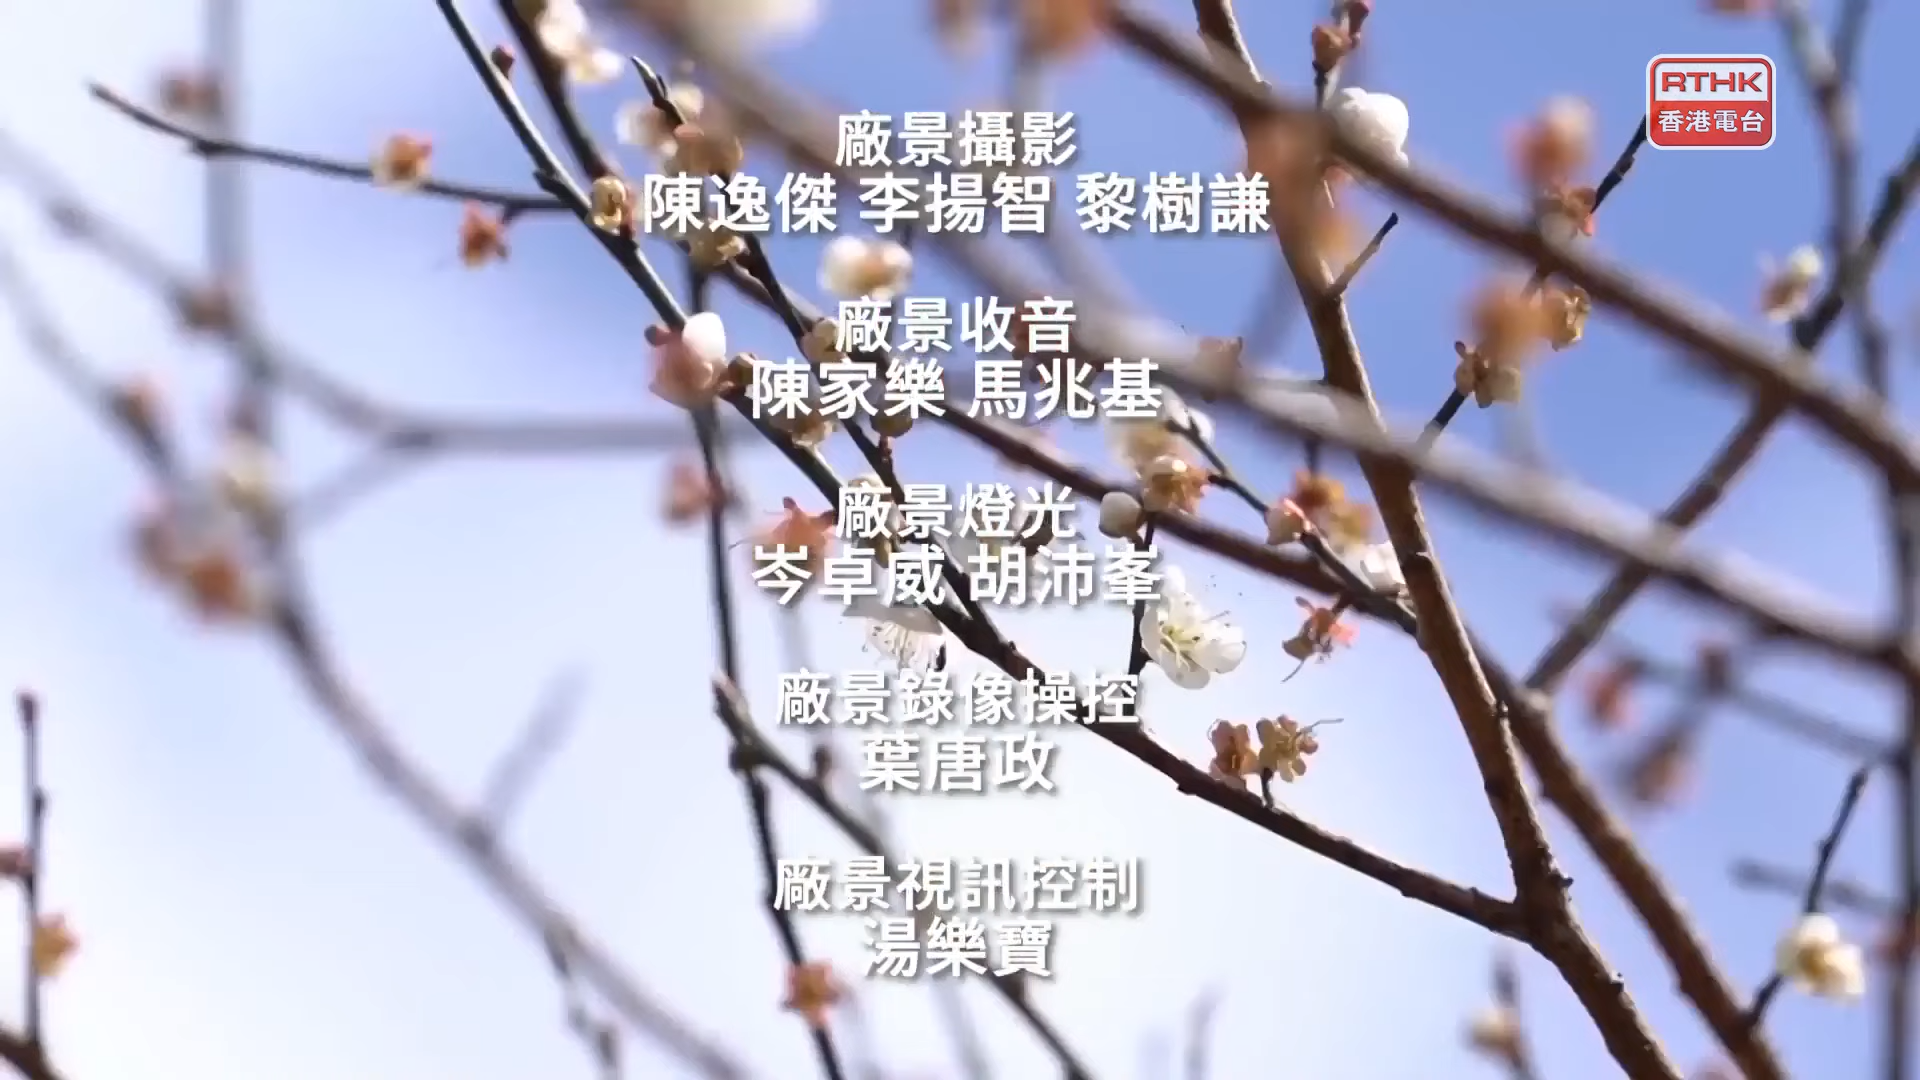 RTHK
香港電台
廠景攝影
陳逸傑 李揚智 黎樹謙
廠景收音
陳家樂 馬兆基
廠景燈光
岑卓威 胡沛峯
廠景錄像操控
葉唐政
廠景視訊控制
湯樂寶